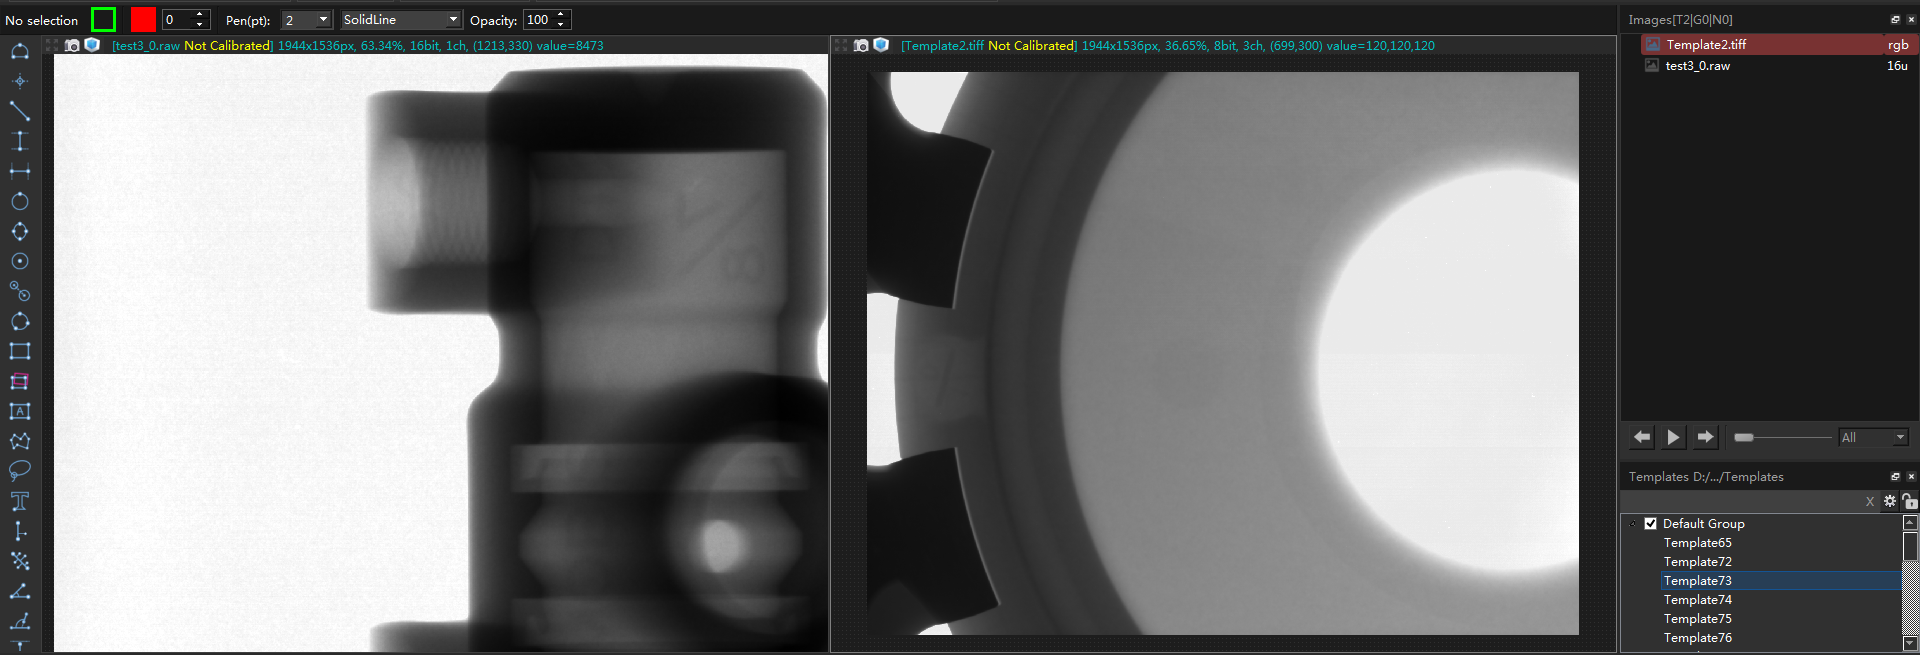 No selection 0 Pen(pt): 2 SolidLine Opacity: 100
[test3_0.raw Not Calibrated] 1944x1536px, 63.34%, 16bit, 1ch, (1213,330) value=8473
[Template2.tiff Not Calibrated] 1944x1536px, 36.65%, 8bit, 3ch, (699,300) value=120,120,120
Images[T2|G0|N0]
Template2.tiff rgb
test3_0.raw 16u
All
Templates D:/.../Templates
X
Default Group
Template65
Template72
Template73
Template74
Template75
Template76